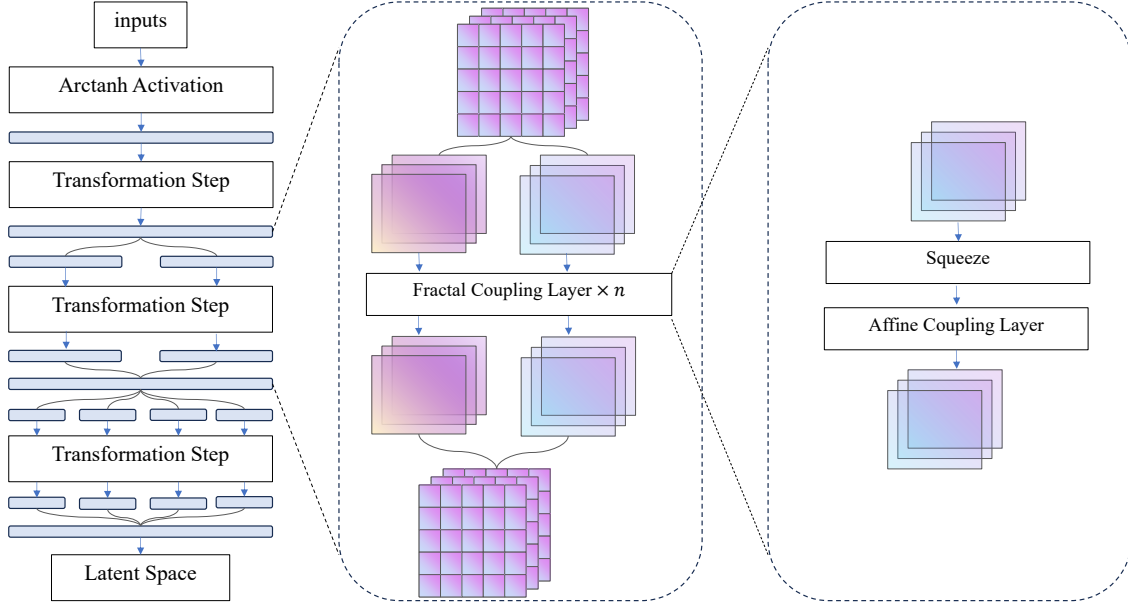 inputs
Arctanh Activation
Transformation Step
Transformation Step
Transformation Step
Latent Space
Fractal Coupling Layer × n
Squeeze
Affine Coupling Layer